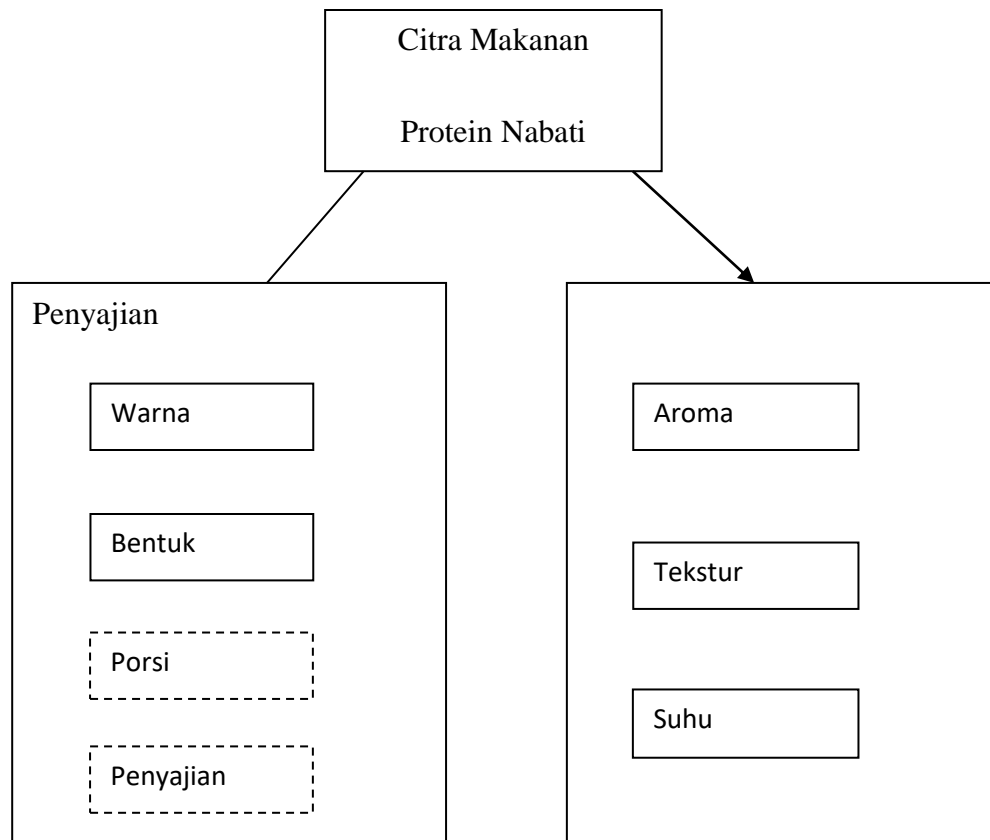 Citra Makanan
Protein Nabati
Penyajian
Warna
Bentuk
Porsi
Penyajian
Aroma
Tekstur
Suhu